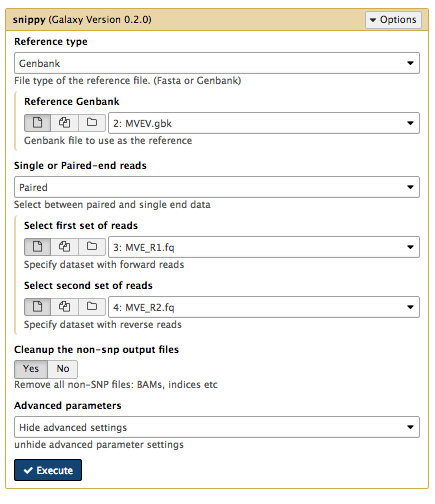 snippy (Galaxy Version 0.2.0)
Options
Reference type
Genbank
File type of the reference file. (Fasta or Genbank)
Reference Genbank
2: MVEV.gbk
Genbank file to use as the reference
Single or Paired-end reads
Paired
Select between paired and single end data
Select first set of reads
3: MVE_R1.fq
Specify dataset with forward reads
Select second set of reads
4: MVE_R2.fq
Specify dataset with reverse reads
Cleanup the non-snp output files
Yes No
Remove all non-SNP files: BAMs, indices etc
Advanced parameters
Hide advanced settings
unhide advanced parameter settings
Execute